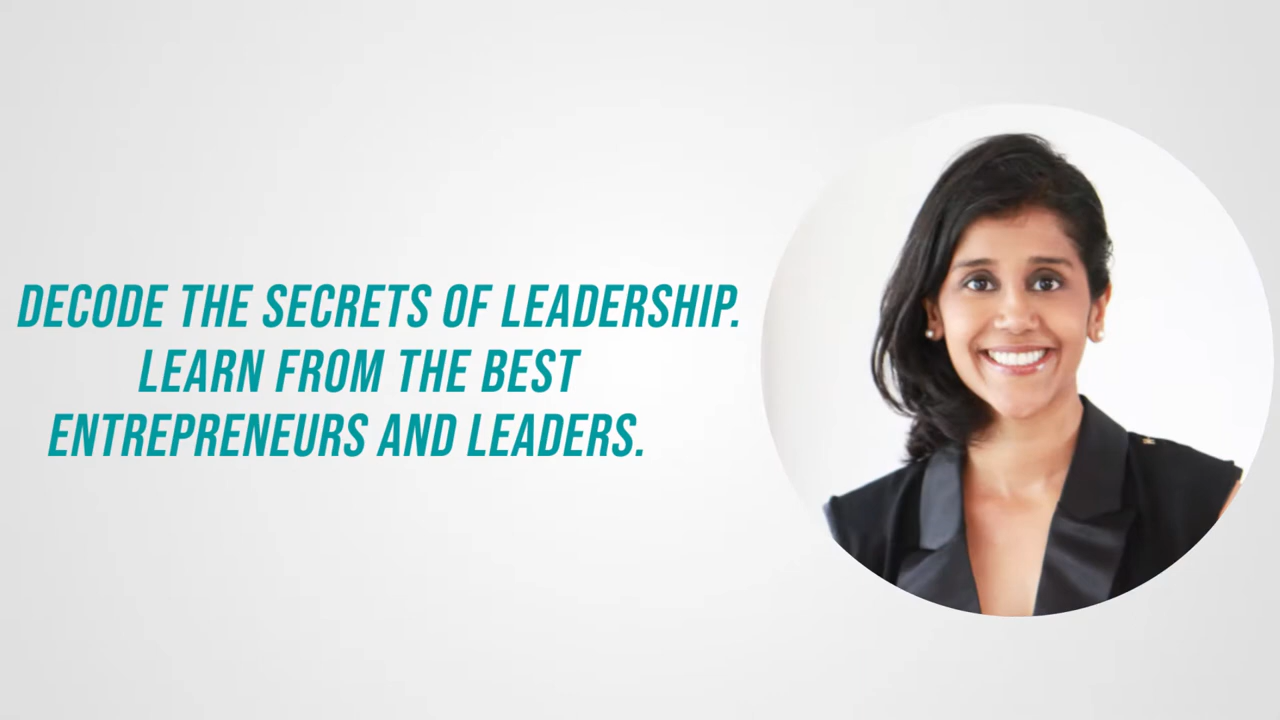 DECODE THE SECRETS OF LEADERSHIP.
LEARN FROM THE BEST
ENTREPRENEURS AND LEADERS.